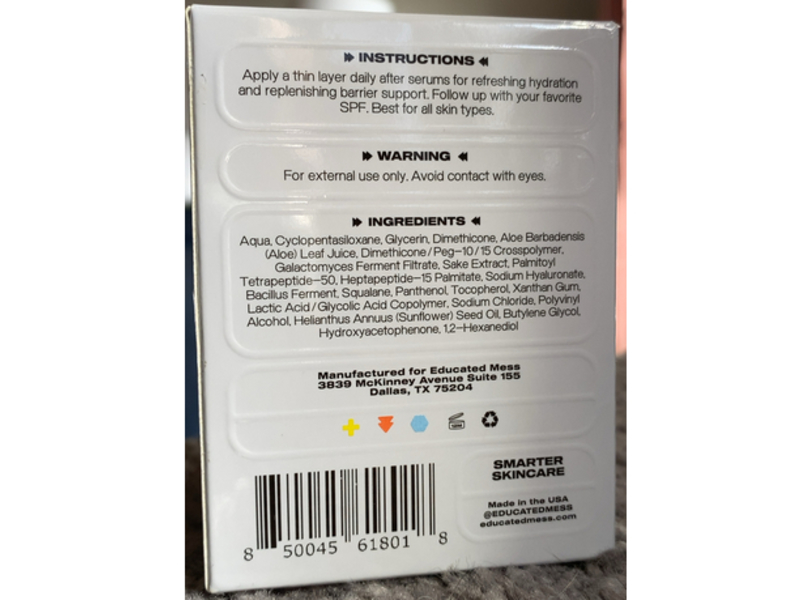 INSTRUCTIONS
Apply a thin layer daily after serums for refreshing hydration
and replenishing barrier support. Follow up with your favorite
SPF. Best for all skin types.
WARNING
For external use only. Avoid contact with eyes.
INGREDIENTS
Aqua, Cyclopentasiloxane, Glycerin, Dimethicone, Aloe Barbadensis
(Aloe) Leaf Juice, Dimethicone/Peg-10/15 Crosspolymer,
Galactomyces Ferment Filtrate, Sake Extract, Palmitoyl
Tetrapeptide-50, Heptapeptide-15 Palmitate, Sodium Hyaluronate,
Bacillus Ferment, Squalane, Panthenol, Tocopherol, Xanthan Gum,
Lactic Acid/Glycolic Acid Copolymer, Sodium Chloride, Polyvinyl
Alcohol, Helianthus Annuus (Sunflower) Seed Oil, Butylene Glycol,
Hydroxyacetophenone, 1,2-Hexanediol
Manufactured for Educated Mess
3839 McKinney Avenue Suite 155
Dallas, TX 75204
SMARTER
SKINCARE
Made in the USA
@EDUCATEDMESS
educatedmess.com
8 50045 61801 8